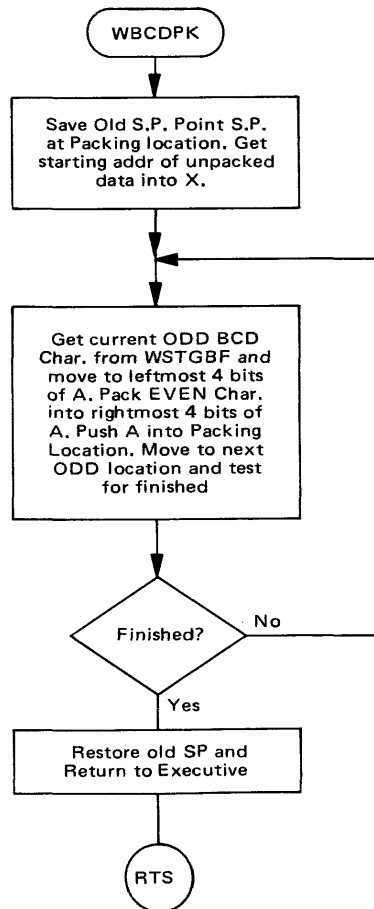 WBCDPK
Save Old S.P. Point S.P.
at Packing location. Get
starting addr of unpacked
data into X.
Get current ODD BCD
Char. from WSTGBF and
move to leftmost 4 bits
of A. Pack EVEN Char.
into rightmost 4 bits of
A. Push A into Packing
Location. Move to next
ODD location and test
for finished
Finished?
No
Yes
Restore old SP and
Return to Executive
RTS